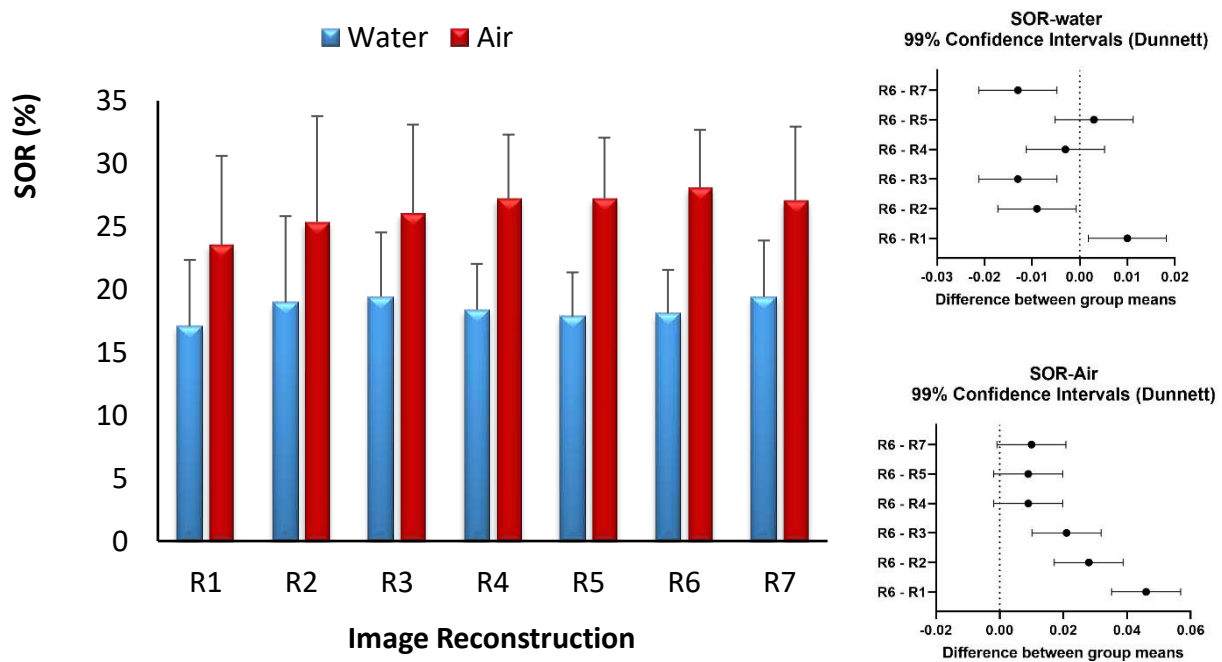 Water Air
SOR (%)
35
30
25
20
15
10
5
0
R1 R2 R3 R4 R5 R6 R7
Image Reconstruction
SOR-water
99% Confidence Intervals (Dunnett)
R6 - R7
R6 - R5
R6 - R4
R6 - R3
R6 - R2
R6 - R1
-0.03 -0.02 -0.01 0.00 0.01 0.02
Difference between group means
SOR-Air
99% Confidence Intervals (Dunnett)
R6 - R7
R6 - R5
R6 - R4
R6 - R3
R6 - R2
R6 - R1
-0.02 0.00 0.02 0.04 0.06
Difference between group means